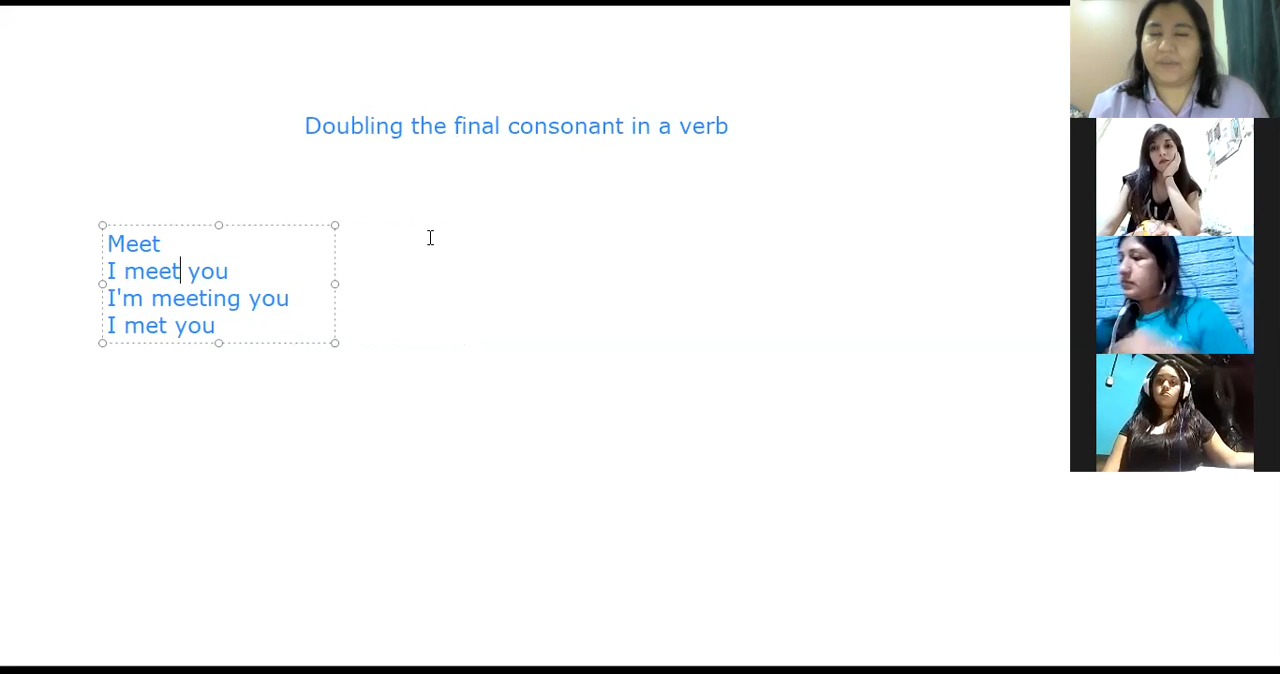 Doubling the final consonant in a verb
Meet
I meet you
I'm meeting you
I met you